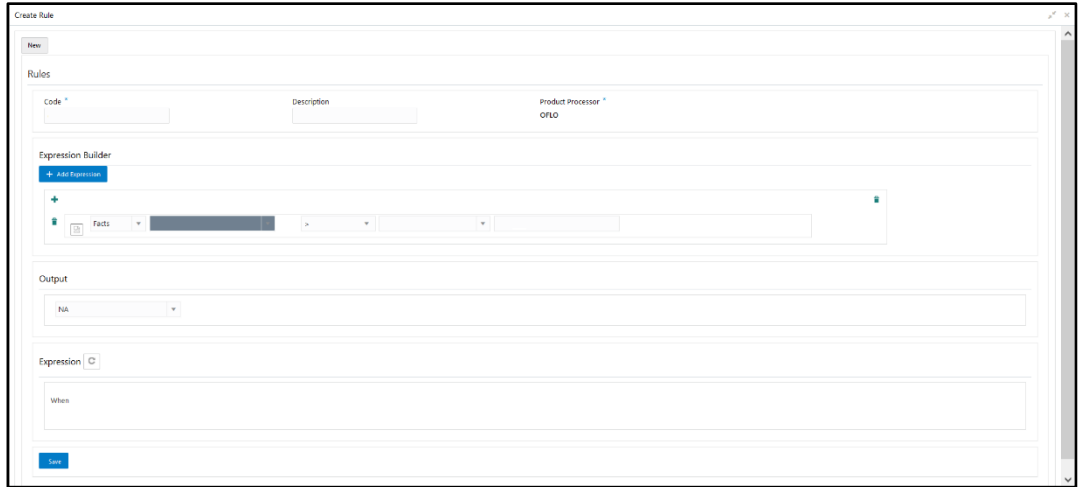 Create Rule
New
Rules
Code *
Description
Product Processor *
OFLO
Expression Builder
+ Add Expression
Facts
>
Output
NA
Expression
When
Save